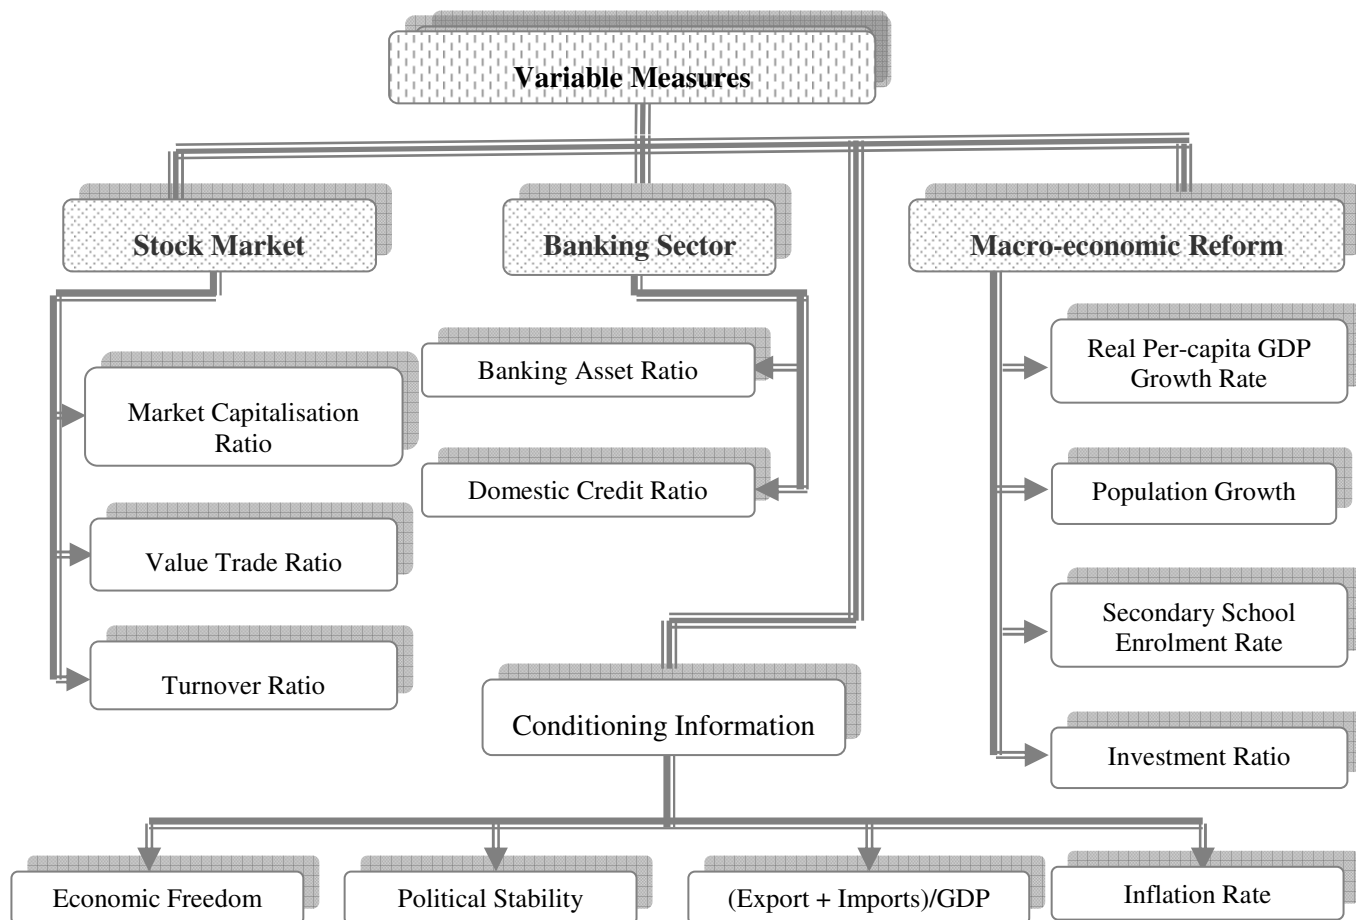 Variable Measures
Stock Market
Banking Sector
Macro-economic Reform
Market Capitalisation
Ratio
Value Trade Ratio
Turnover Ratio
Banking Asset Ratio
Domestic Credit Ratio
Real Per-capita GDP
Growth Rate
Population Growth
Secondary School
Enrolment Rate
Investment Ratio
Conditioning Information
Economic Freedom
Political Stability
(Export + Imports)/GDP
Inflation Rate